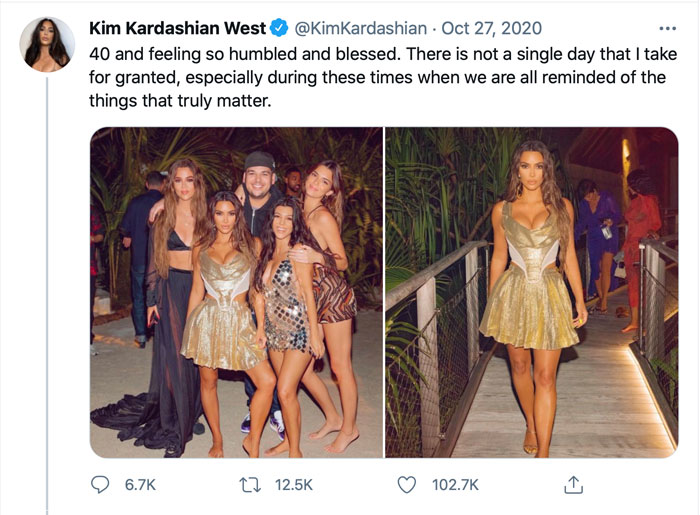 Kim Kardashian West @KimKardashian · Oct 27, 2020
40 and feeling so humbled and blessed. There is not a single day that I take
for granted, especially during these times when we are all reminded of the
things that truly matter.
6.7K 12.5K 102.7K